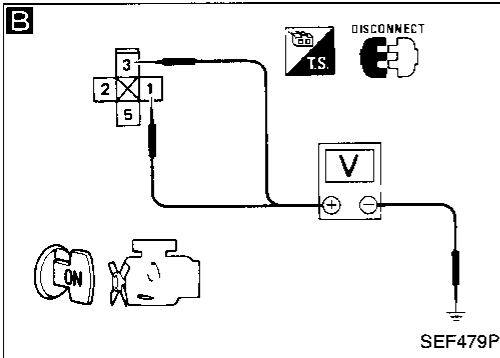 B
DISCONNECT
T.S.
3
2 1
5
V
+ −
ON
SEF479P